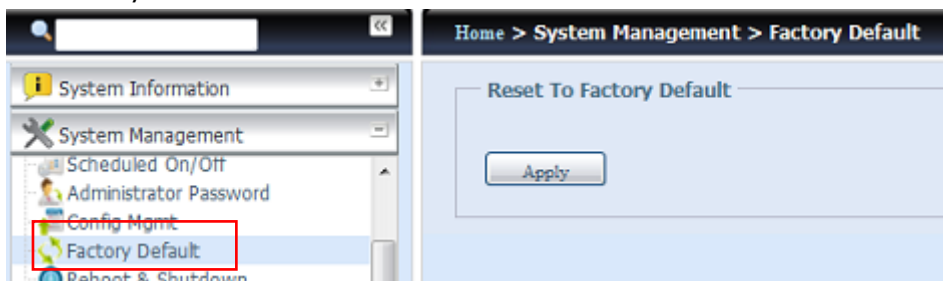 Home > System Management > Factory Default
System Information
System Management
Scheduled On/Off
Administrator Password
Config Mgmt
Factory Default
Reboot & Shutdown
Reset To Factory Default
Apply